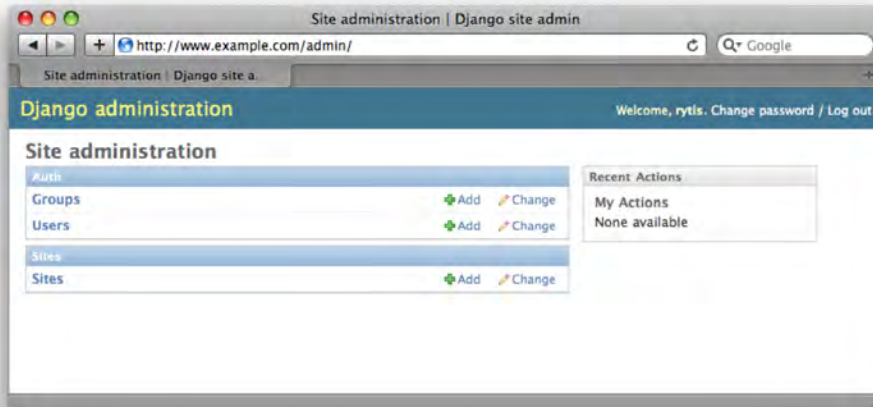 Site administration | Django site admin
http://www.example.com/admin/
Google
Site administration | Django site a
Django administration
Welcome, rytis. Change password / Log out
Site administration
Auth
Groups Add Change
Users Add Change
Sites
Sites Add Change
Recent Actions
My Actions
None available